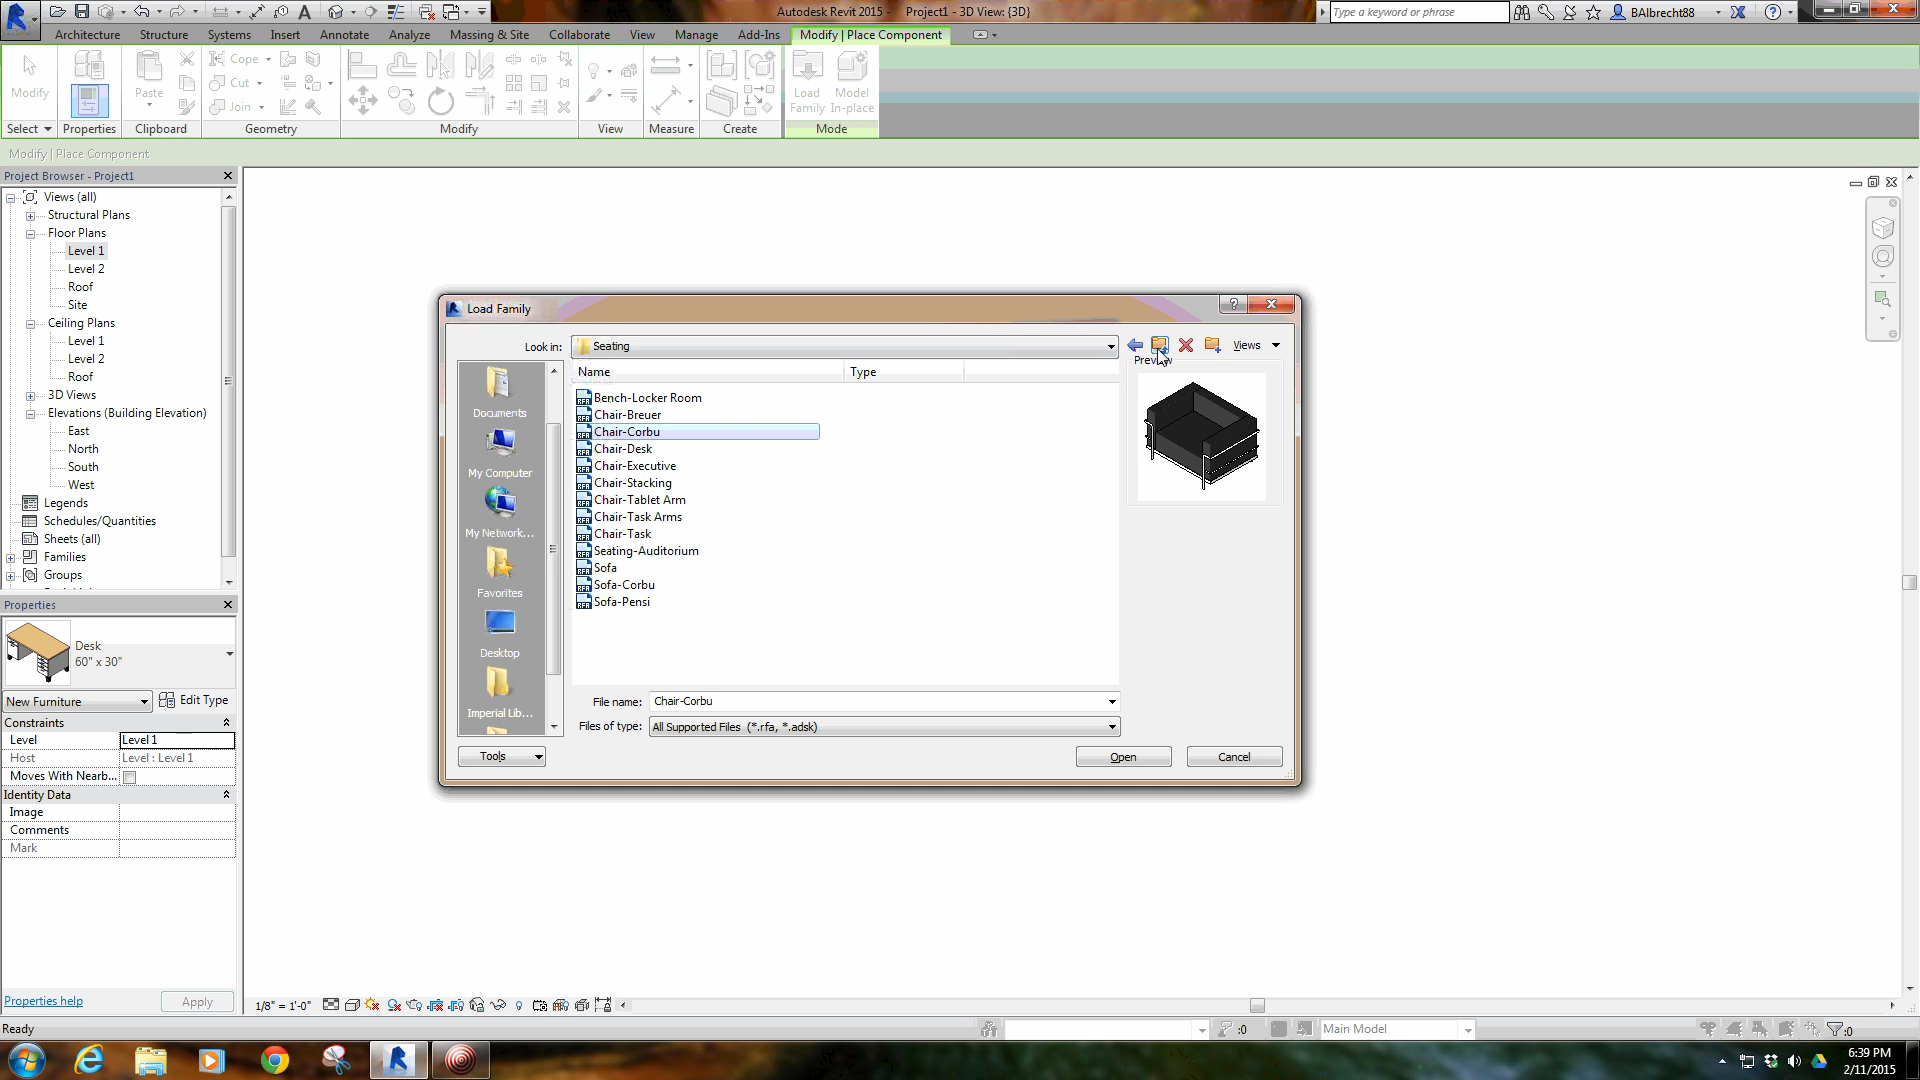 Autodesk Revit 2015 - Project1 - 3D View: {3D}
Type a keyword or phrase
BAlbrecht88
Architecture Structure Systems Insert Annotate Analyze Massing & Site Collaborate View Manage Add-Ins Modify | Place Component
Modify
Paste
Cope
Cut
Join
Load Family
Model In-place
Select Properties Clipboard Geometry Modify View Measure Create Mode
Modify | Place Component
Project Browser - Project1
Views (all)
Structural Plans
Floor Plans
Level 1
Level 2
Roof
Site
Ceiling Plans
Level 1
Level 2
Roof
3D Views
Elevations (Building Elevation)
East
North
South
West
Legends
Schedules/Quantities
Sheets (all)
Families
Groups
Properties
Desk
60" x 30"
New Furniture
Edit Type
Constraints
Level Level 1
Host Level : Level 1
Moves With Nearb...
Identity Data
Image
Comments
Mark
Properties help
Apply
Load Family
Look in: Seating
Views
Preview
Documents
My Computer
My Network...
Favorites
Desktop
Imperial Lib...
Name Type
Bench-Locker Room
Chair-Breuer
Chair-Corbu
Chair-Desk
Chair-Executive
Chair-Stacking
Chair-Tablet Arm
Chair-Task Arms
Chair-Task
Seating-Auditorium
Sofa
Sofa-Corbu
Sofa-Pensi
File name: Chair-Corbu
Files of type: All Supported Files (*.rfa, *.adsk)
Tools
Open
Cancel
1/8" = 1'-0"
Ready
:0
Main Model
:0
6:39 PM
2/11/2015